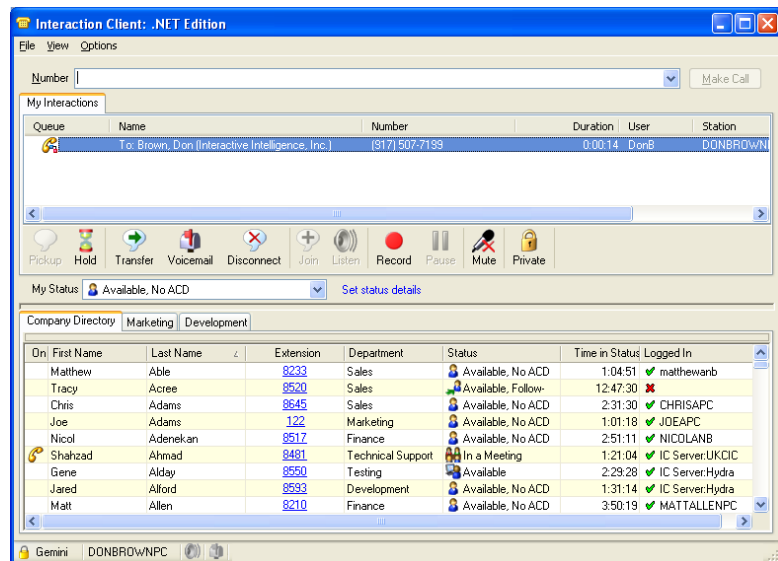 Interaction Client: .NET Edition
File View Options
Number Make Call
My Interactions
Queue Name Number Duration User Station
To: Brown, Don (Interactive Intelligence, Inc.) (917) 507-7199 0:00:14 DonB DONBROWN
Pickup Hold Transfer Voicemail Disconnect Join Listen Record Pause Mute Private
My Status Available, No ACD Set status details
Company Directory Marketing Development
On First Name Last Name Extension Department Status Time in Status Logged In
Matthew Able 8233 Sales Available, No ACD 1:04:51 matthewanb
Tracy Acree 8520 Sales Available, Follow- 12:47:30
Chris Adams 8645 Sales Available, No ACD 2:31:30 CHRISAPC
Joe Adams 122 Marketing Available, No ACD 1:01:18 JOEAPC
Nicol Adenekan 8517 Finance Available, No ACD 2:51:11 NICOLANB
Shahzad Ahmad 8481 Technical Support In a Meeting 1:21:04 IC Server:UKCIC
Gene Alday 8550 Testing Available 2:29:28 IC Server:Hydra
Jared Alford 8593 Development Available, No ACD 1:31:14 IC Server:Hydra
Matt Allen 8210 Finance Available, No ACD 3:50:19 MATTALLENPC
Gemini DONBROWNPC